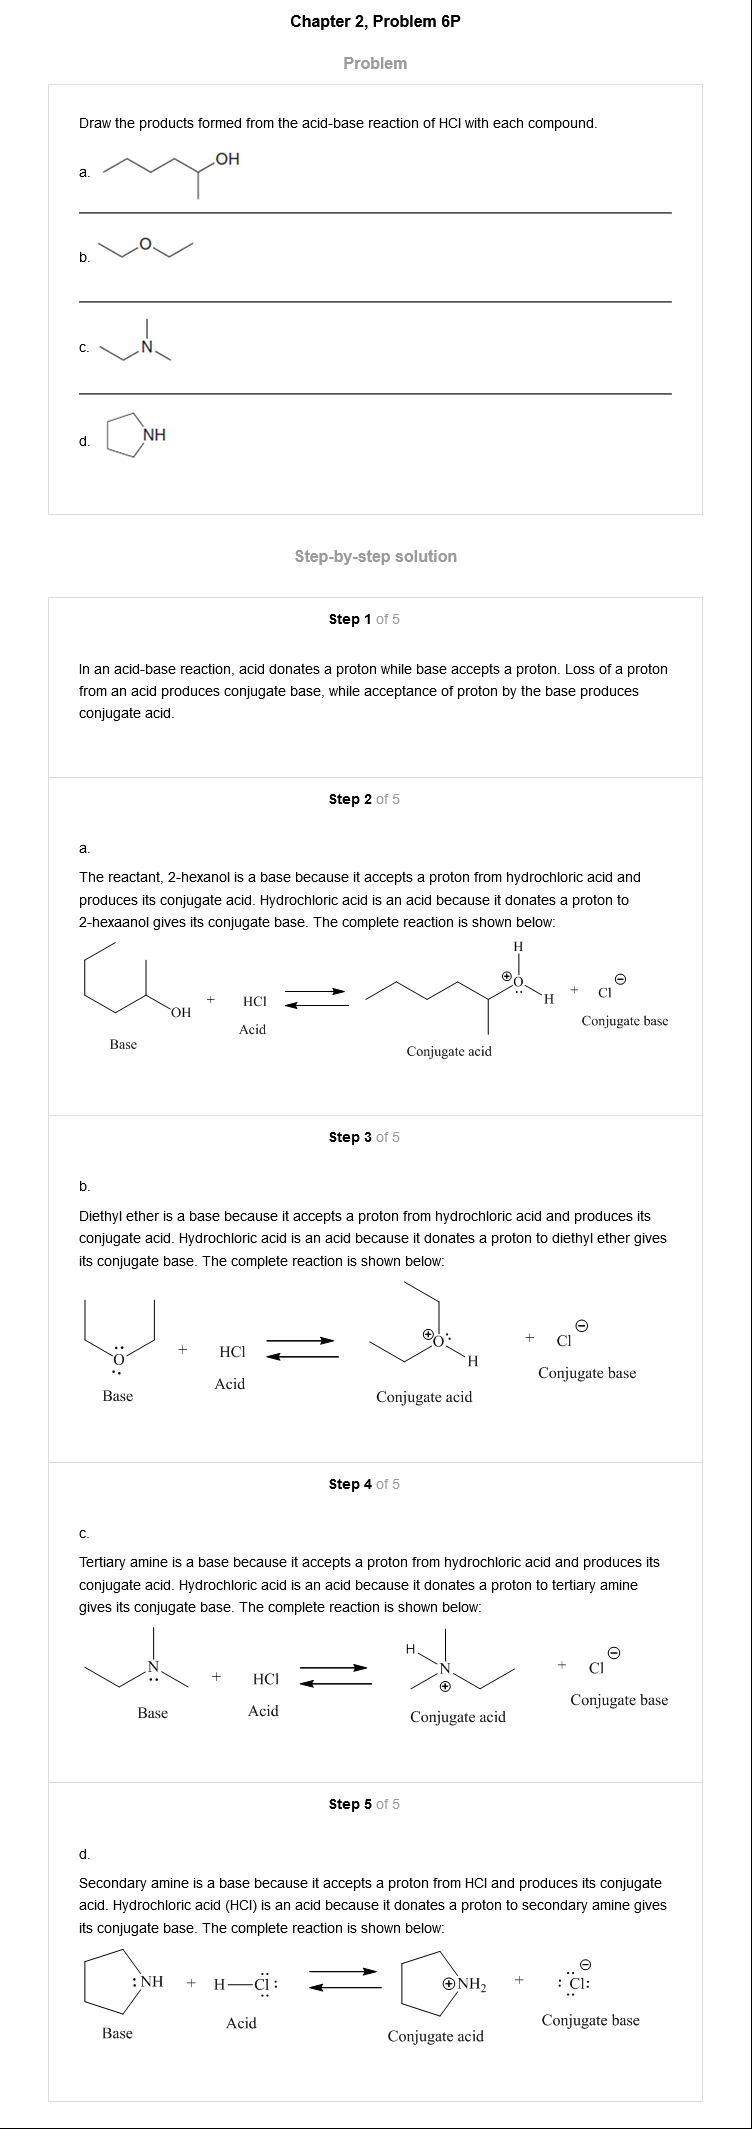 Chapter 2, Problem 6P
Problem
Draw the products formed from the acid-base reaction of HCl with each compound.
a.
OH
b.
O
c.
N
d.
NH
Step-by-step solution
Step 1 of 5
In an acid-base reaction, acid donates a proton while base accepts a proton. Loss of a proton
from an acid produces conjugate base, while acceptance of proton by the base produces
conjugate acid.
Step 2 of 5
a.
The reactant, 2-hexanol is a base because it accepts a proton from hydrochloric acid and
produces its conjugate acid. Hydrochloric acid is an acid because it donates a proton to
2-hexaanol gives its conjugate base. The complete reaction is shown below:
H
⊕ O ⊖
OH + HCl H + Cl
Base Acid Conjugate acid Conjugate base
Step 3 of 5
b.
Diethyl ether is a base because it accepts a proton from hydrochloric acid and produces its
conjugate acid. Hydrochloric acid is an acid because it donates a proton to diethyl ether gives
its conjugate base. The complete reaction is shown below:
O + HCl ⊕ O: H + Cl ⊖
Base Acid Conjugate acid Conjugate base
Step 4 of 5
c.
Tertiary amine is a base because it accepts a proton from hydrochloric acid and produces its
conjugate acid. Hydrochloric acid is an acid because it donates a proton to tertiary amine
gives its conjugate base. The complete reaction is shown below:
N + HCl H N ⊕ + Cl ⊖
Base Acid Conjugate acid Conjugate base
Step 5 of 5
d.
Secondary amine is a base because it accepts a proton from HCl and produces its conjugate
acid. Hydrochloric acid (HCl) is an acid because it donates a proton to secondary amine gives
its conjugate base. The complete reaction is shown below:
:NH + H—Cl: ⊕NH₂ + :Cl: ⊖
Base Acid Conjugate acid Conjugate base